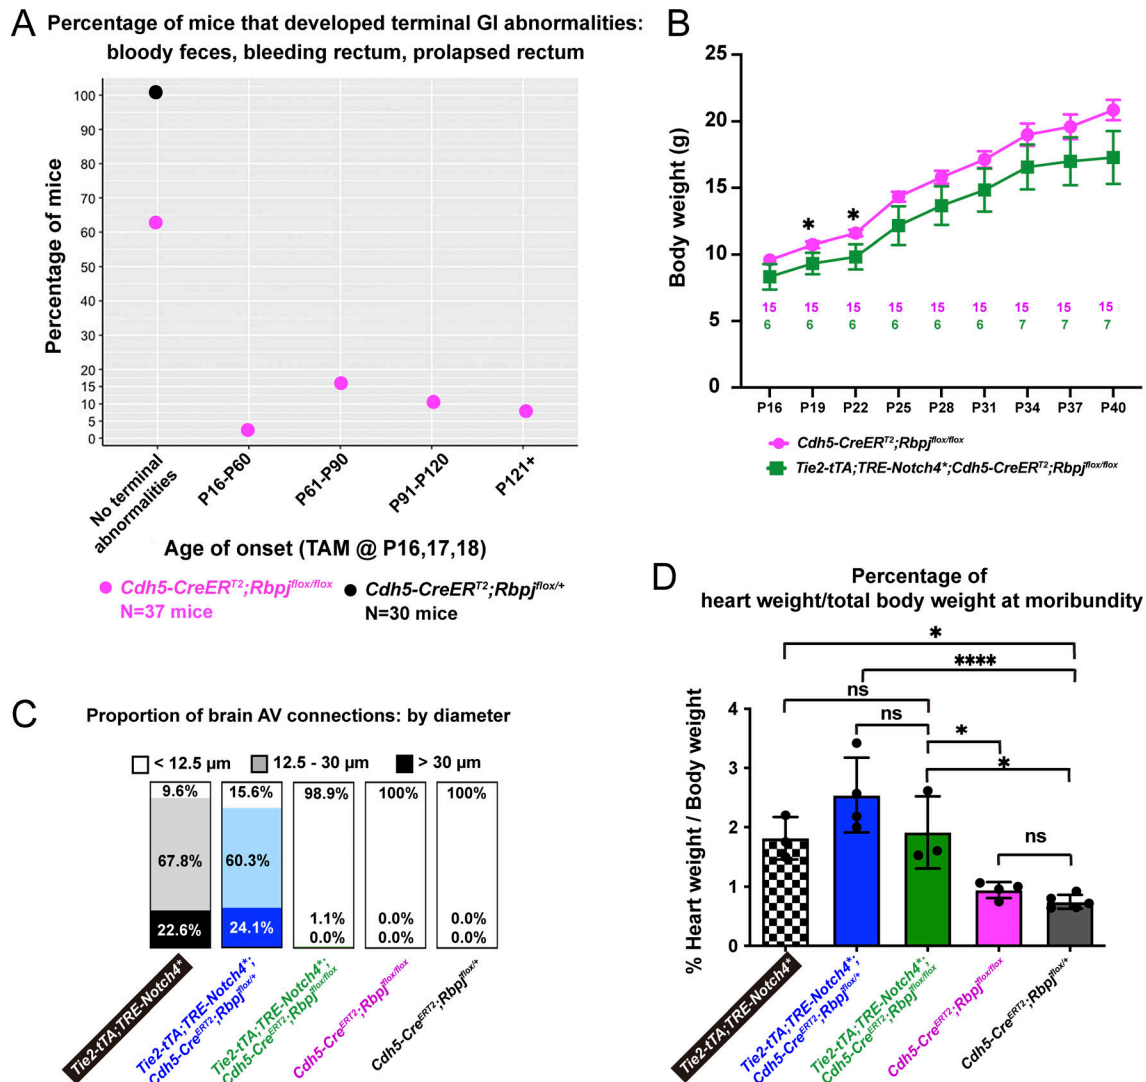 A
Percentage of mice that developed terminal GI abnormalities:
bloody feces, bleeding rectum, prolapsed rectum
Percentage of mice
100
90
80
70
60
100
90
80
70
60
50
40
30
20
15
10
5
0
No terminal
abnormalities
P16-P60
P61-P90
P91-P120
P121+
Age of onset (TAM @ P16,17,18)
Cdh5-CreERT2;Rbpjflox/flox
N=37 mice
Cdh5-CreERT2;Rbpjflox/+
N=30 mice
B
Body weight (g)
25
20
15
10
5
0
* *
15 15 15 15 15 15 15 15 15
6 6 6 6 6 6 7 7 7
P16 P19 P22 P25 P28 P31 P34 P37 P40
Cdh5-CreERT2;Rbpjflox/flox
Tie2-tTA;TRE-Notch4*;Cdh5-CreERT2;Rbpjflox/flox
C
Proportion of brain AV connections: by diameter
< 12.5 µm 12.5 - 30 µm > 30 µm
9.6% 15.6% 98.9% 100% 100%
67.8% 60.3%
22.6% 24.1% 1.1% 0.0% 0.0%
0.0% 0.0% 0.0%
Tie2-tTA;TRE-Notch4*
Tie2-tTA;TRE-Notch4*;
Cdh5-CreERT2;Rbpjflox/+
Tie2-tTA;TRE-Notch4*;
Cdh5-CreERT2;Rbpjflox/flox
Cdh5-CreERT2;Rbpjflox/flox
Cdh5-CreERT2;Rbpjflox/+
D
Percentage of
heart weight/total body weight at moribundity
% Heart weight / Body weight
*
****
ns
ns
*
*
ns
4
3
2
1
0
Tie2-tTA;TRE-Notch4*
Tie2-tTA;TRE-Notch4*;
Cdh5-CreERT2;Rbpjflox/+
Tie2-tTA;TRE-Notch4*;
Cdh5-CreERT2;Rbpjflox/flox
Cdh5-CreERT2;Rbpjflox/flox
Cdh5-CreERT2;Rbpjflox/+